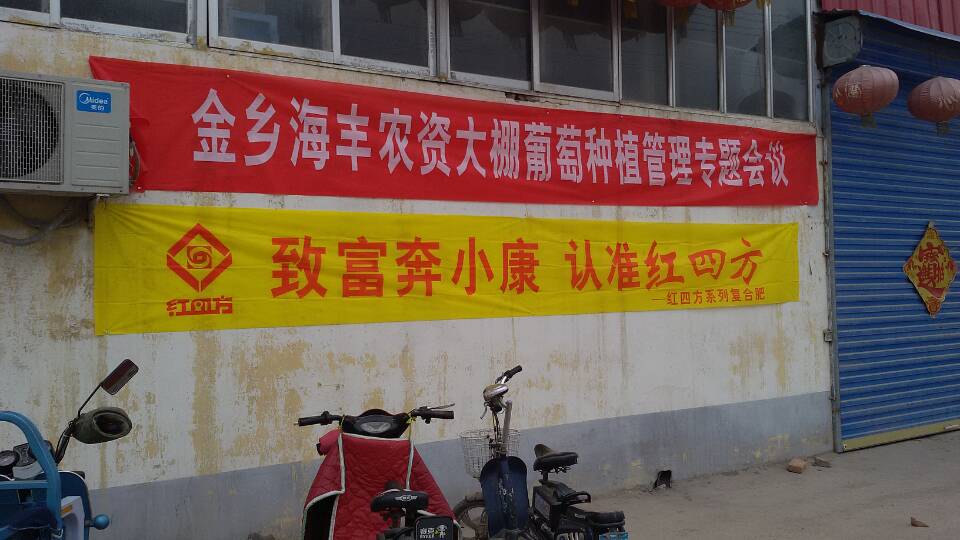 金乡海丰农资大棚葡萄种植管理专题会议
Midea
美的
致富奔小康 认准红四方
红四方
—红四方系列复合肥